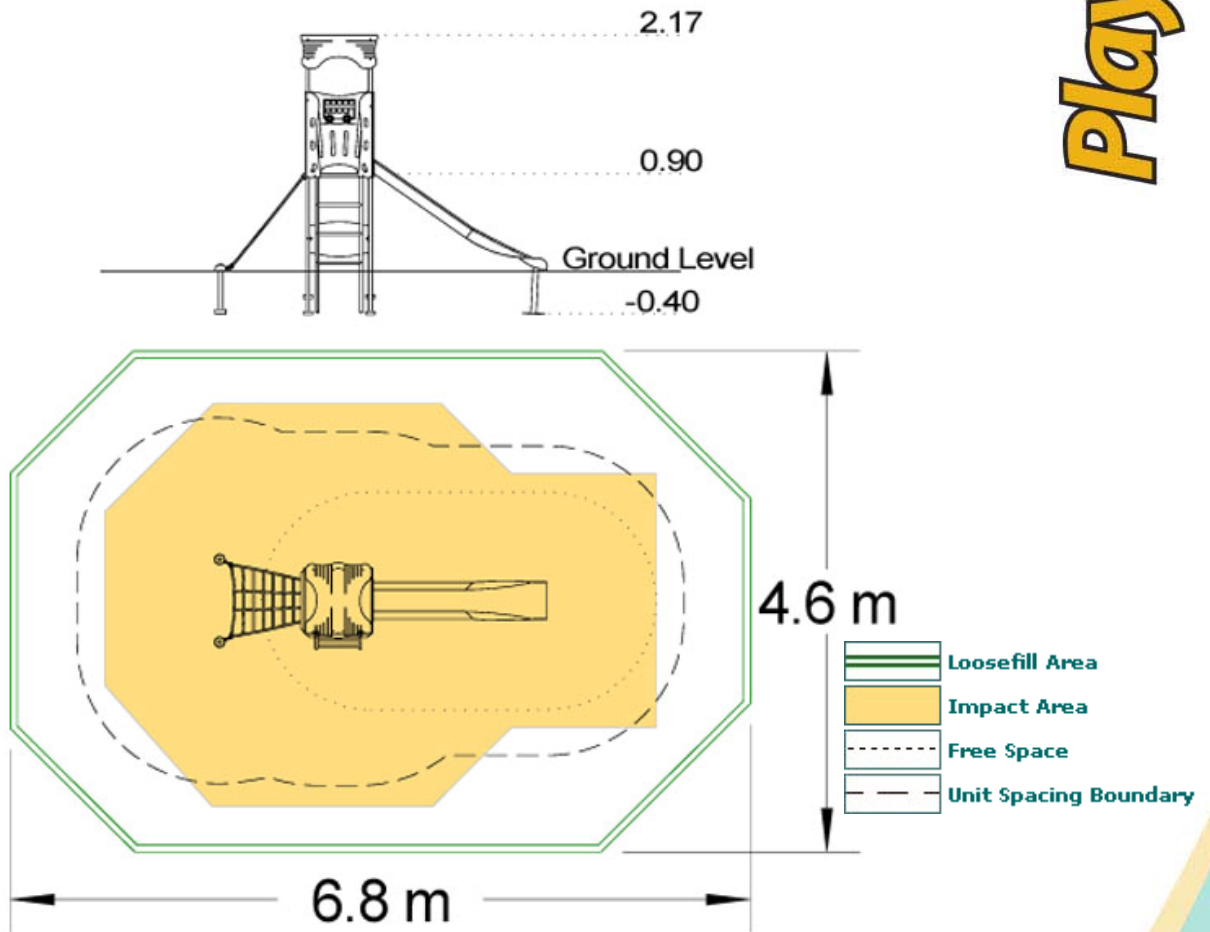 2.17
Play
0.90
Ground Level
-0.40
4.6 m
Loosefill Area
Impact Area
Free Space
Unit Spacing Boundary
6.8 m